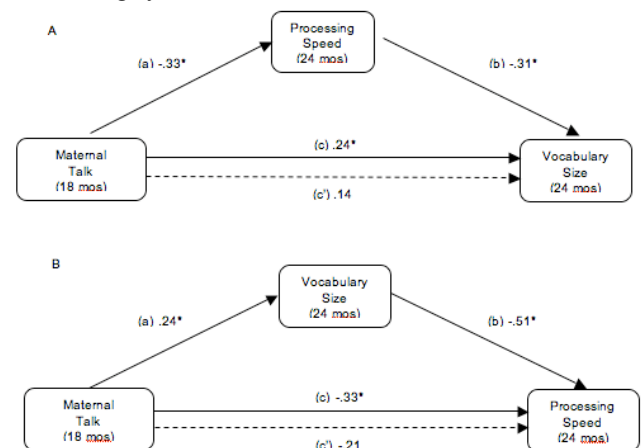 A
Processing
Speed
(24 mos)
(a) -.33*
(b) -.31*
Maternal
Talk
(18 mos)
(c) .24*
(c') .14
Vocabulary
Size
(24 mos)
B
Vocabulary
Size
(24 mos)
(a) .24*
(b) -.51*
Maternal
Talk
(18 mos)
(c) -.33*
(c') -.21
Processing
Speed
(24 mos)